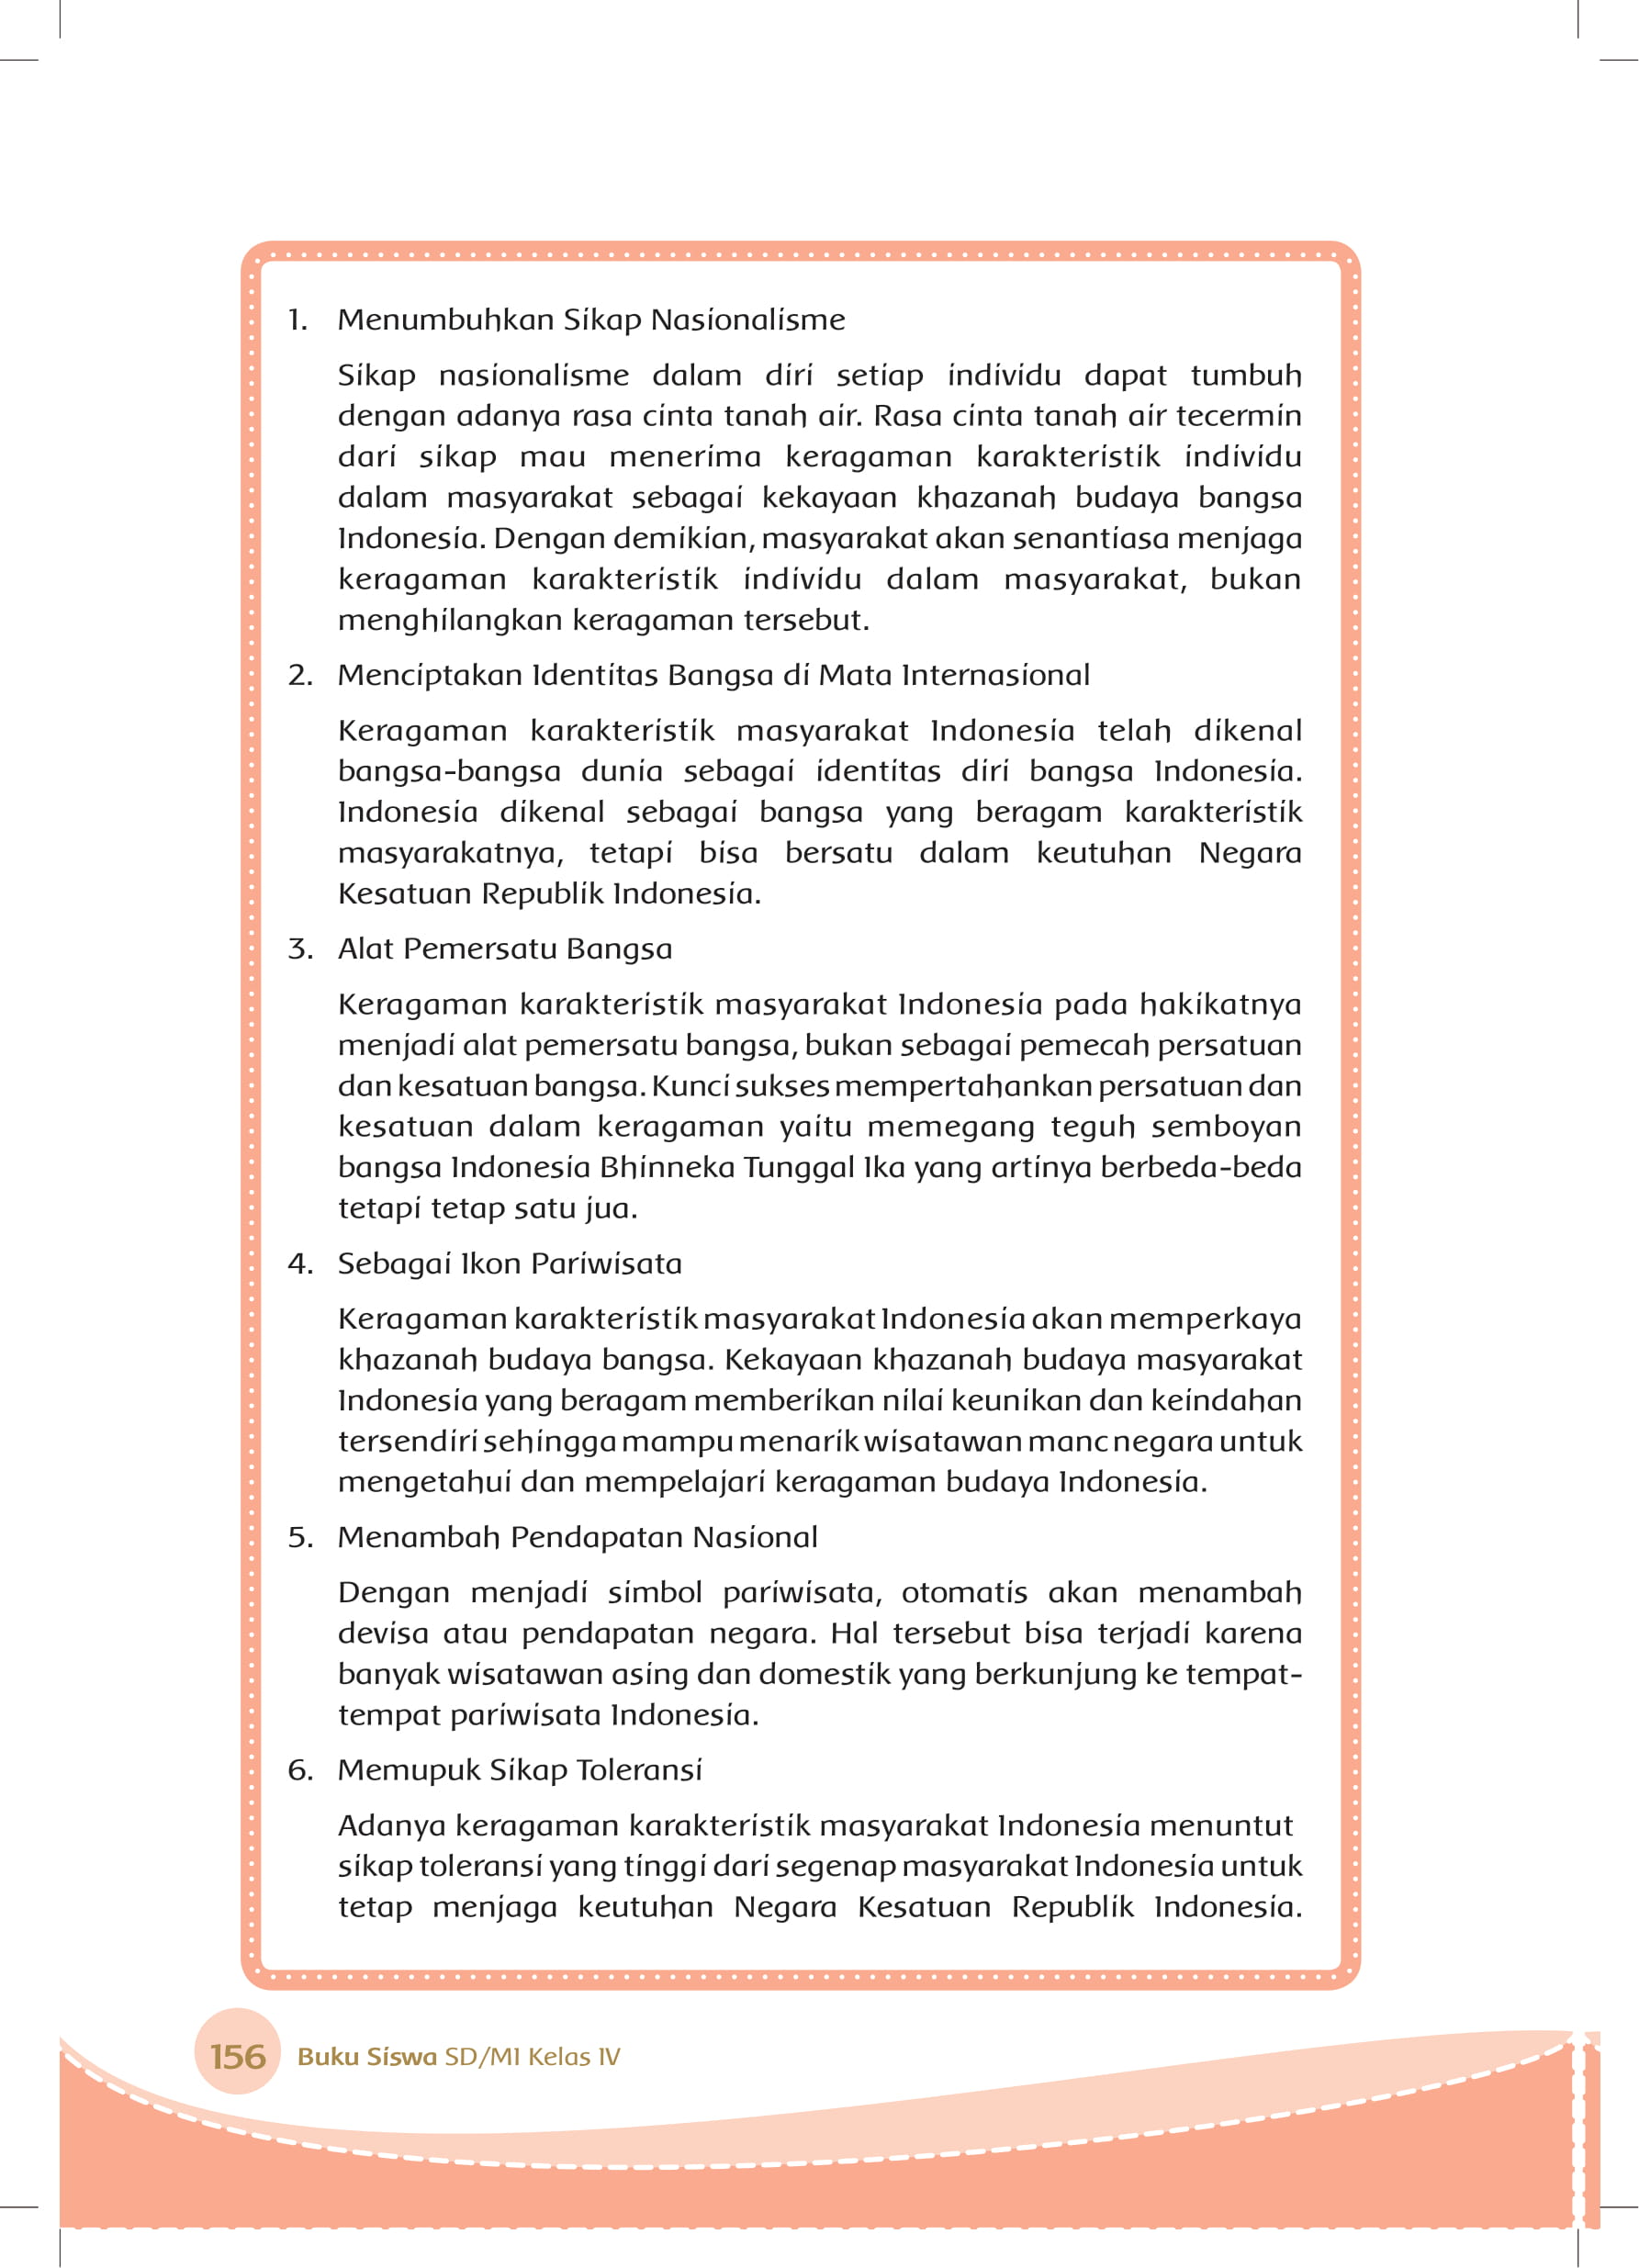 1. Menumbuhkan Sikap Nasionalisme
Sikap nasionalisme dalam diri setiap individu dapat tumbuh
dengan adanya rasa cinta tanah air. Rasa cinta tanah air tecermin
dari sikap mau menerima keragaman karakteristik individu
dalam masyarakat sebagai kekayaan khazanah budaya bangsa
Indonesia. Dengan demikian, masyarakat akan senantiasa menjaga
keragaman karakteristik individu dalam masyarakat, bukan
menghilangkan keragaman tersebut.
2. Menciptakan Identitas Bangsa di Mata Internasional
Keragaman karakteristik masyarakat Indonesia telah dikenal
bangsa-bangsa dunia sebagai identitas diri bangsa Indonesia.
Indonesia dikenal sebagai bangsa yang beragam karakteristik
masyarakatnya, tetapi bisa bersatu dalam keutuhan Negara
Kesatuan Republik Indonesia.
3. Alat Pemersatu Bangsa
Keragaman karakteristik masyarakat Indonesia pada hakikatnya
menjadi alat pemersatu bangsa, bukan sebagai pemecah persatuan
dan kesatuan bangsa. Kunci sukses mempertahankan persatuan dan
kesatuan dalam keragaman yaitu memegang teguh semboyan
bangsa Indonesia Bhinneka Tunggal Ika yang artinya berbeda-beda
tetapi tetap satu jua.
4. Sebagai Ikon Pariwisata
Keragaman karakteristik masyarakat Indonesia akan memperkaya
khazanah budaya bangsa. Kekayaan khazanah budaya masyarakat
Indonesia yang beragam memberikan nilai keunikan dan keindahan
tersendiri sehingga mampu menarik wisatawan mancnegara untuk
mengetahui dan mempelajari keragaman budaya Indonesia.
5. Menambah Pendapatan Nasional
Dengan menjadi simbol pariwisata, otomatis akan menambah
devisa atau pendapatan negara. Hal tersebut bisa terjadi karena
banyak wisatawan asing dan domestik yang berkunjung ke tempat-
tempat pariwisata Indonesia.
6. Memupuk Sikap Toleransi
Adanya keragaman karakteristik masyarakat Indonesia menuntut
sikap toleransi yang tinggi dari segenap masyarakat Indonesia untuk
tetap menjaga keutuhan Negara Kesatuan Republik Indonesia.
156 Buku Siswa SD/MI Kelas IV